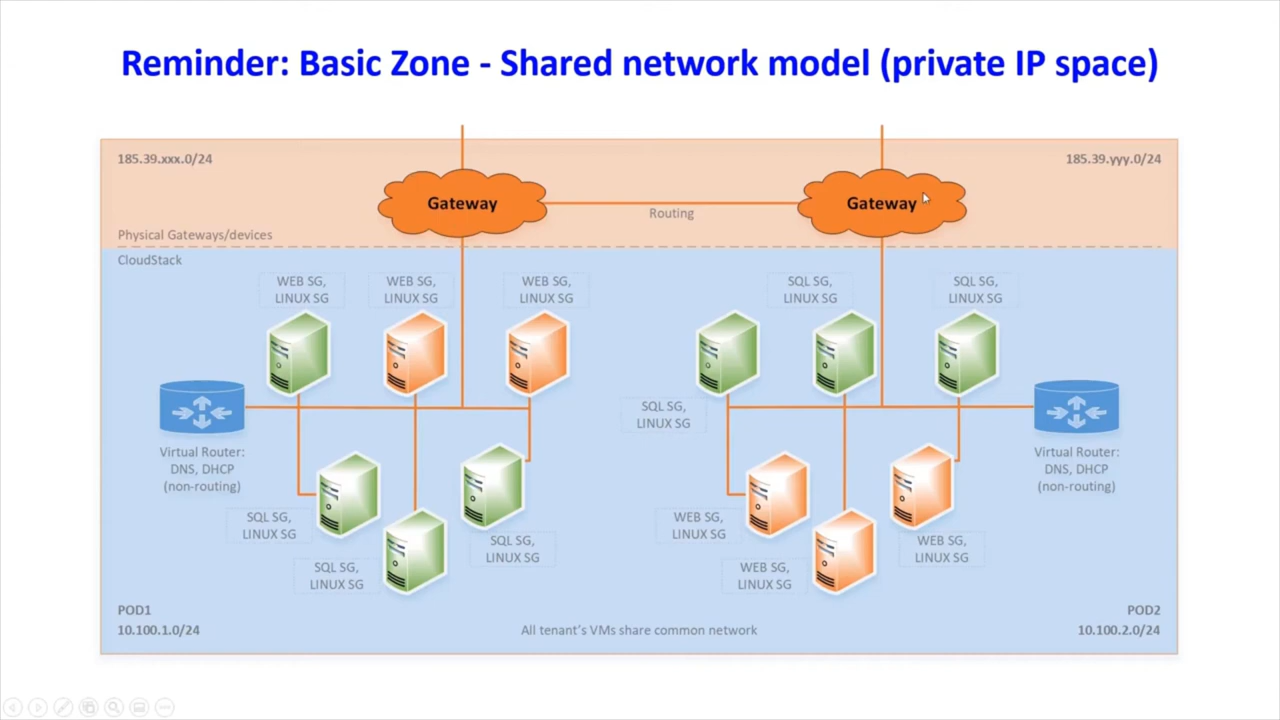 Reminder: Basic Zone - Shared network model (private IP space)
185.39.xxx.0/24
185.39.yyy.0/24
Gateway
Gateway
Routing
Physical Gateways/devices
CloudStack
WEB SG,
LINUX SG
WEB SG,
LINUX SG
WEB SG,
LINUX SG
SQL SG,
LINUX SG
SQL SG,
LINUX SG
SQL SG,
LINUX SG
Virtual Router:
DNS, DHCP
(non-routing)
Virtual Router:
DNS, DHCP
(non-routing)
SQL SG,
LINUX SG
SQL SG,
LINUX SG
SQL SG,
LINUX SG
WEB SG,
LINUX SG
WEB SG,
LINUX SG
WEB SG,
LINUX SG
POD1
10.100.1.0/24
All tenant's VMs share common network
POD2
10.100.2.0/24